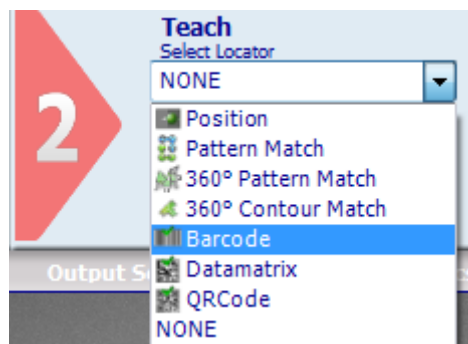 Teach
Select Locator
NONE
2
Position
Pattern Match
360° Pattern Match
360° Contour Match
Barcode
Datamatrix
QRCode
NONE
Output